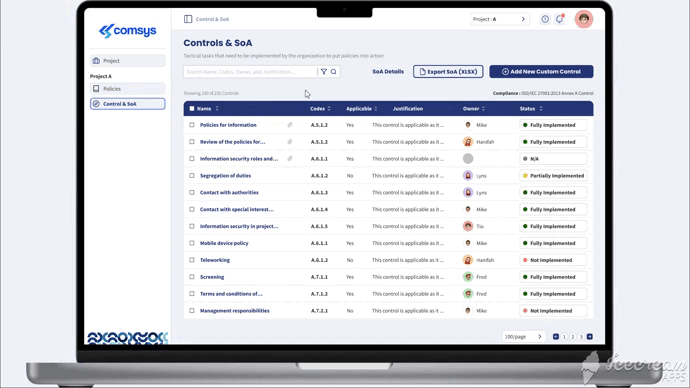 comsys
Control & SoA
Project : A
Controls & SoA
Tactical tasks that need to be implemented by the organization to put policies into action
Project
Project A
Policies
Control & SoA
Search Name, Codes, Owner, and Justification...
SoA Details
Export SoA (XLSX)
Add New Custom Control
Compliance : ISO/IEC 27001:2013 Annex A Control
Name Codes Applicable Justification Owner Status
Policies for Information A.5.1.2 Yes This control is applicable as it ... Mike Fully Implemented
Review of the policies for... A.5.1.2 Yes This control is applicable as it ... Hanifah Fully Implemented
Information security roles and... A.6.1.1 Yes This control is applicable as it ... N/A
Segregation of duties A.6.1.2 No This control is applicable as it ... Lyns Partially Implemented
Contact with authorities A.6.1.3 Yes This control is applicable as it ... Lyns Fully Implemented
Contact with special interest... A.6.1.4 Yes This control is applicable as it ... Mike Fully Implemented
Information security in project... A.6.1.5 Yes This control is applicable as it ... Tio Fully Implemented
Mobile device policy A.6.1.1 Yes This control is applicable as it ... Mike Fully Implemented
Teleworking A.6.1.2 No This control is applicable as it ... Hanifah Not Implemented
Screening A.7.1.1 Yes This control is applicable as it ... Fred Fully Implemented
Terms and conditions of... A.7.1.2 Yes This control is applicable as it ... Fred Fully Implemented
Management responsibilities A.7.2.1 No This control is applicable as it ... Mike Not Implemented
100/page
1 2 3
Icecream
APPS